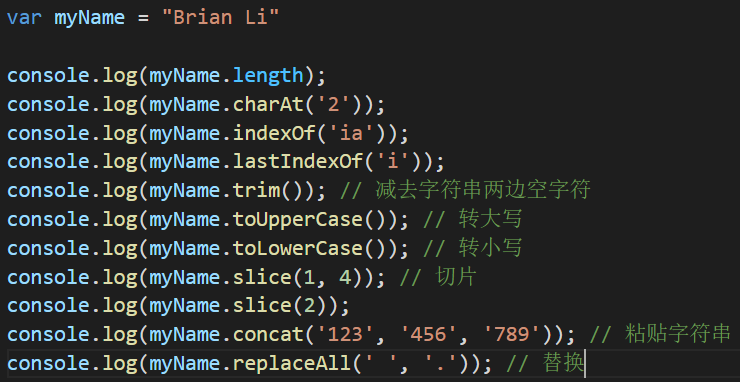 var myName = "Brian Li"
console.log(myName.length);
console.log(myName.charAt('2'));
console.log(myName.indexOf('ia'));
console.log(myName.lastIndexOf('i'));
console.log(myName.trim()); // 减去字符串两边空字符
console.log(myName.toUpperCase()); // 转大写
console.log(myName.toLowerCase()); // 转小写
console.log(myName.slice(1, 4)); // 切片
console.log(myName.slice(2));
console.log(myName.concat('123', '456', '789')); // 粘贴字符串
console.log(myName.replaceAll(' ', '.')); // 替换